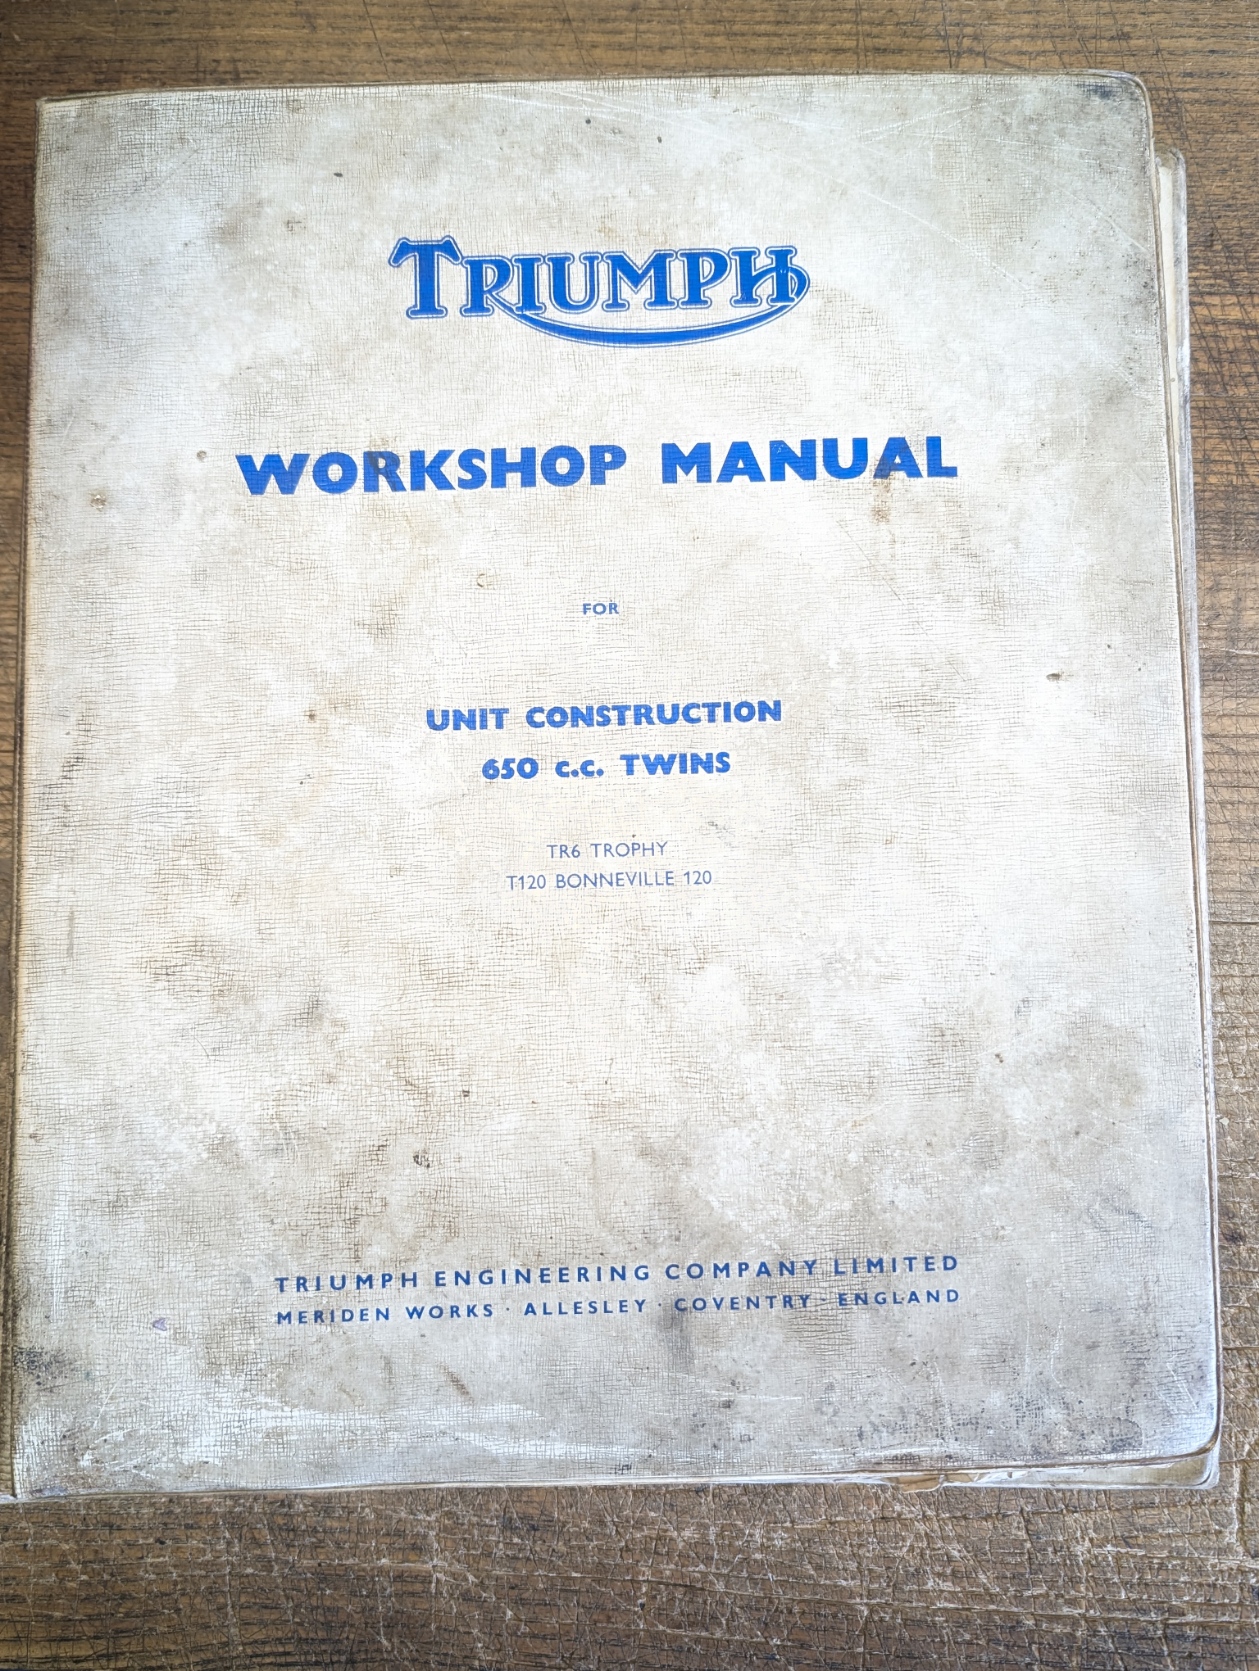 TRIUMPH
WORKSHOP MANUAL
FOR
UNIT CONSTRUCTION
650 c.c. TWINS
TR6 TROPHY
T120 BONNEVILLE 120
TRIUMPH ENGINEERING COMPANY LIMITED
MERIDEN WORKS · ALLESLEY · COVENTRY · ENGLAND